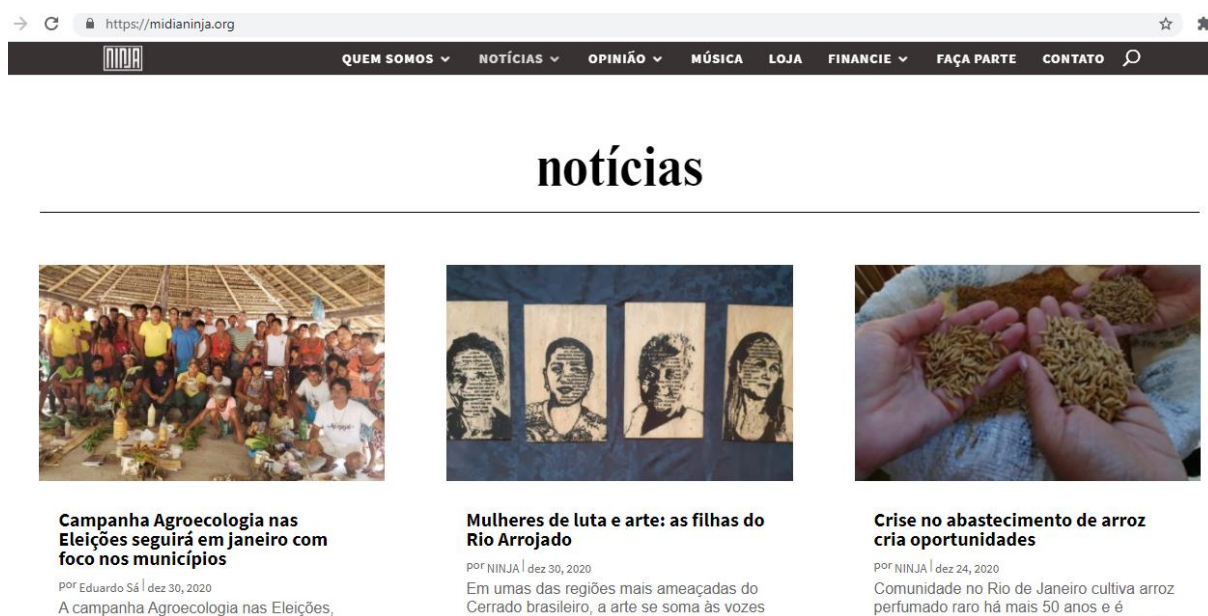 https://midianinja.org
NINJA
QUEM SOMOS NOTÍCIAS OPINIÃO MÚSICA LOJA FINANCIE FAÇA PARTE CONTATO
notícias
Campanha Agroecologia nas
Eleições seguirá em janeiro com
foco nos municípios
por Eduardo Sá | dez 30, 2020
A campanha Agroecologia nas Eleições,
Mulheres de luta e arte: as filhas do
Rio Arrojado
por NINJA | dez 30, 2020
Em umas das regiões mais ameaçadas do
Cerrado brasileiro, a arte se soma às vozes
Crise no abastecimento de arroz
cria oportunidades
por NINJA | dez 24, 2020
Comunidade no Rio de Janeiro cultiva arroz
perfumado raro há mais 50 anos e é